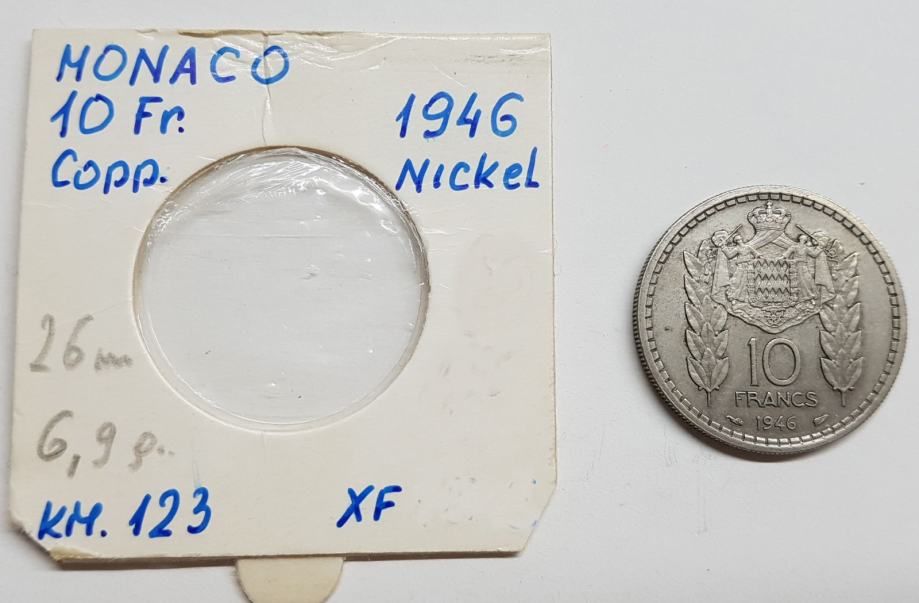 MONACO
10 Fr. 1946
Copp. Nickel
26 mm
6,9 g.
KM. 123 XF
10
FRANCS
1946